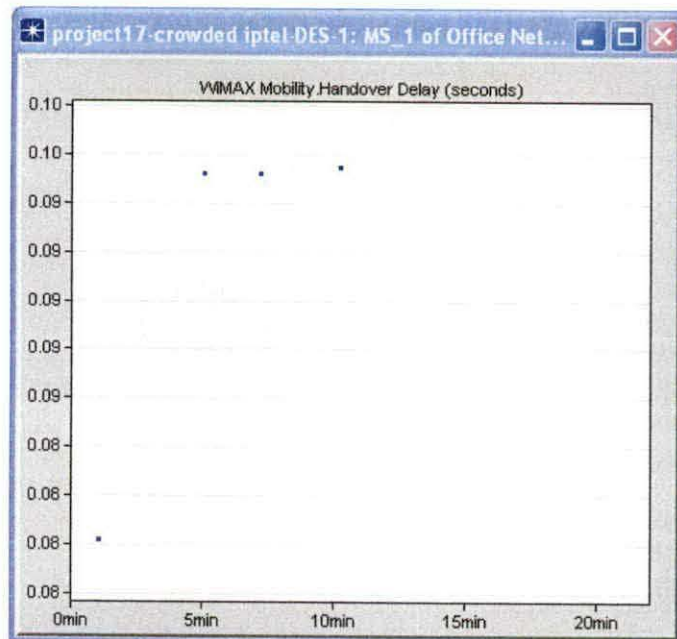 project17-crowded iptel-DES-1: MS_1 of Office Net...
WIMAX Mobility.Handover Delay (seconds)
0.10
0.10
0.09
0.09
0.09
0.09
0.09
0.08
0.08
0.08
0.08
0min
5min
10min
15min
20min